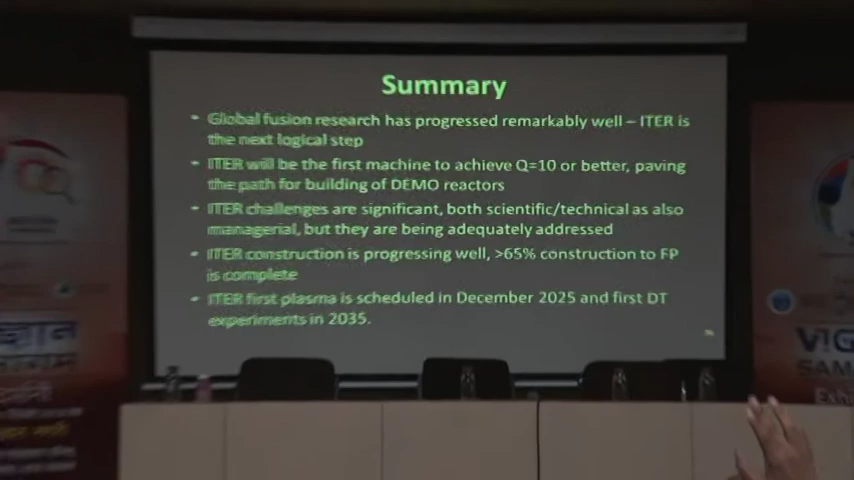 Summary
• Global fusion research has progressed remarkably well – ITER is
the next logical step
• ITER will be the first machine to achieve Q=10 or better, paving
the path for building of DEMO reactors
• ITER challenges are significant, both scientific/technical as also
managerial, but they are being adequately addressed
• ITER construction is progressing well, >65% construction to FP
is complete
• ITER first plasma is scheduled in December 2025 and first DT
experiments in 2035.